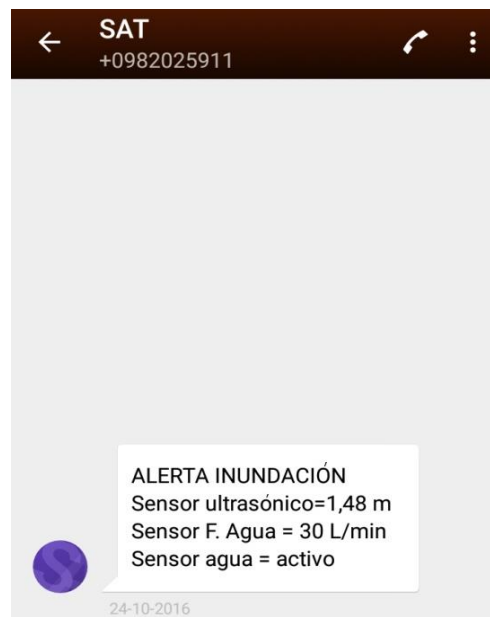 SAT
+0982025911
ALERTA INUNDACIÓN
Sensor ultrasónico=1,48 m
Sensor F. Agua = 30 L/min
Sensor agua = activo
S
24-10-2016